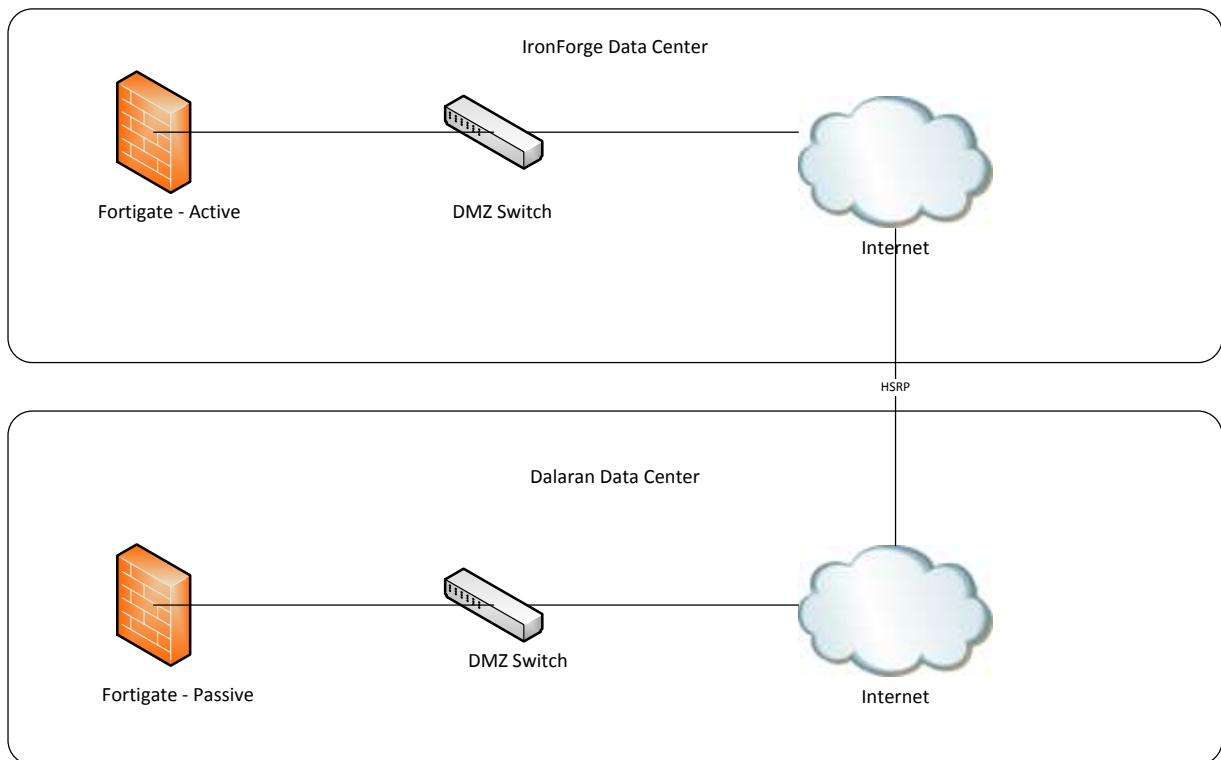 IronForge Data Center
Fortigate - Active
DMZ Switch
Internet
HSRP
Dalaran Data Center
Fortigate - Passive
DMZ Switch
Internet